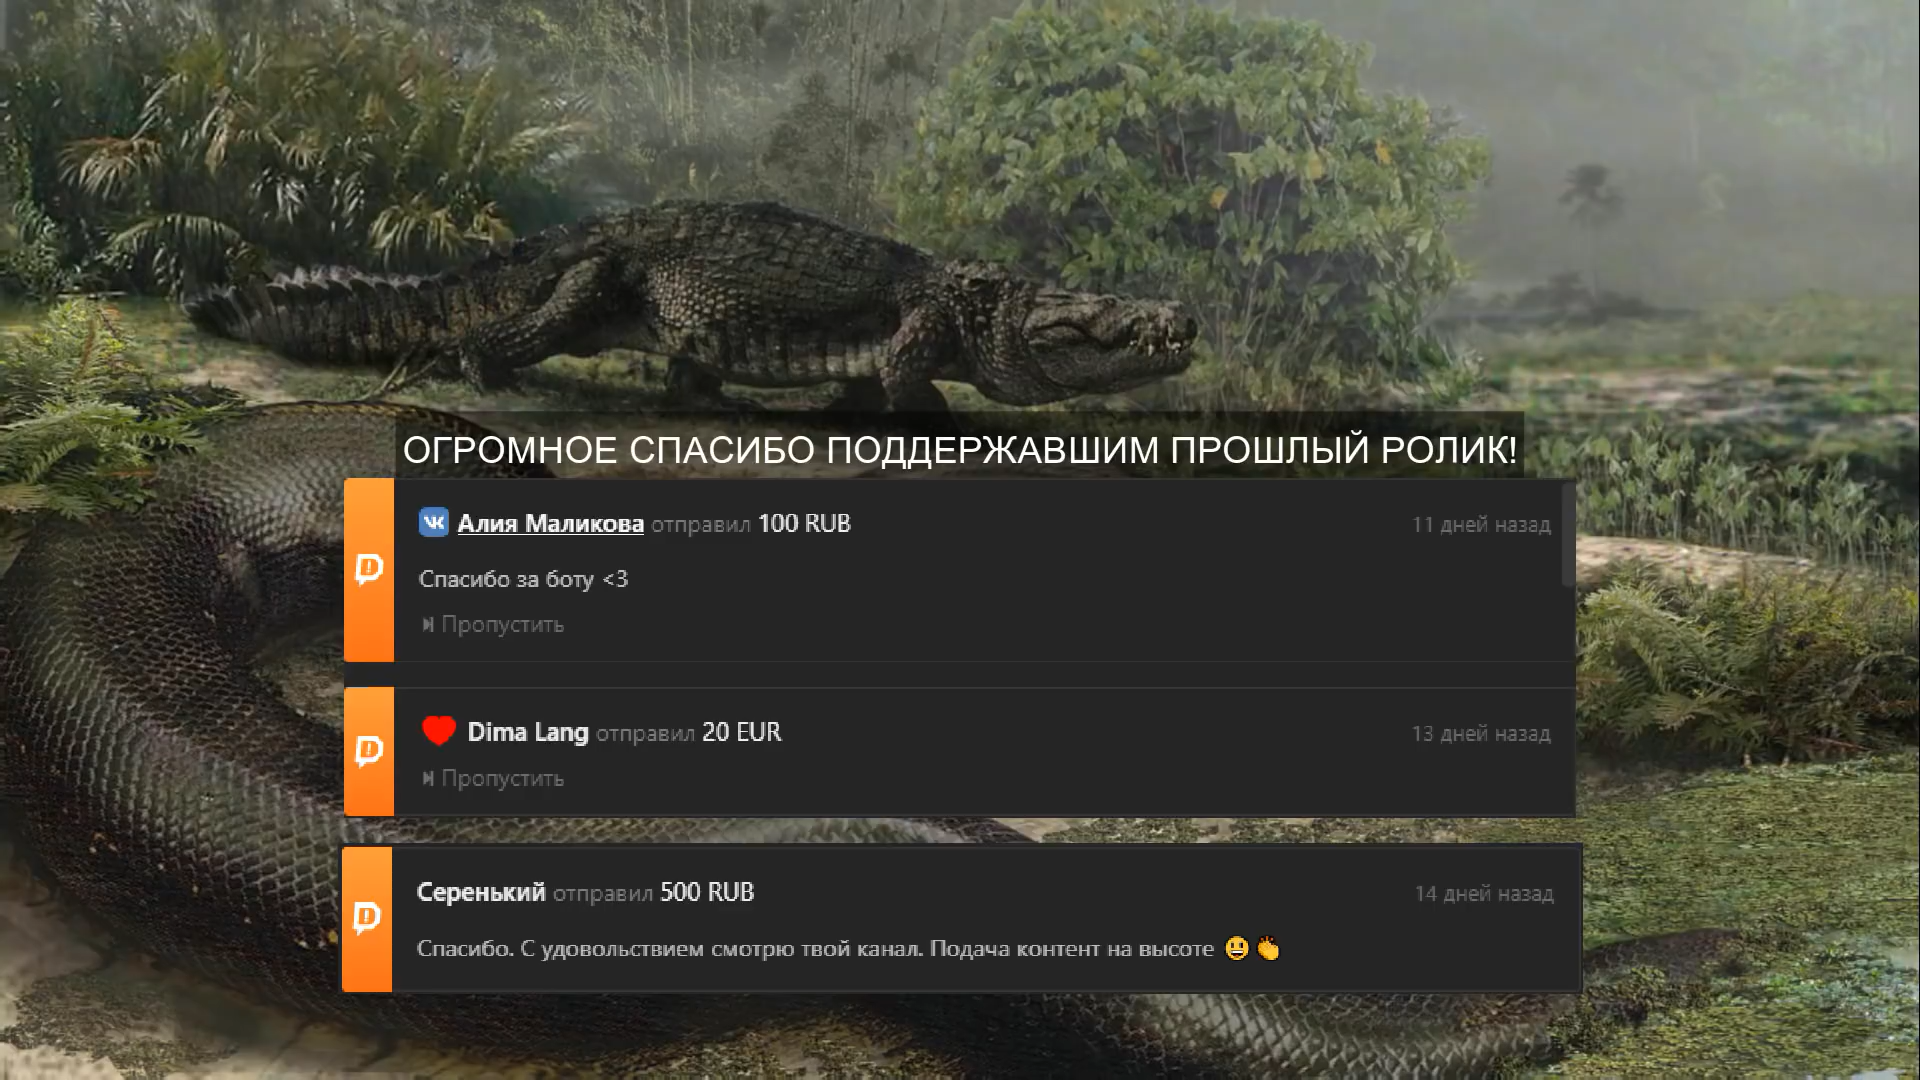 ОГРОМНОЕ СПАСИБО ПОДДЕРЖАВШИМ ПРОШЛЫЙ РОЛИК!
Алия Маликова отправил 100 RUB 11 дней назад
Спасибо за боту <3
Пропустить
Dima Lang отправил 20 EUR 13 дней назад
Пропустить
Серенький отправил 500 RUB 14 дней назад
Спасибо. С удовольствием смотрю твой канал. Подача контент на высоте 😃👏